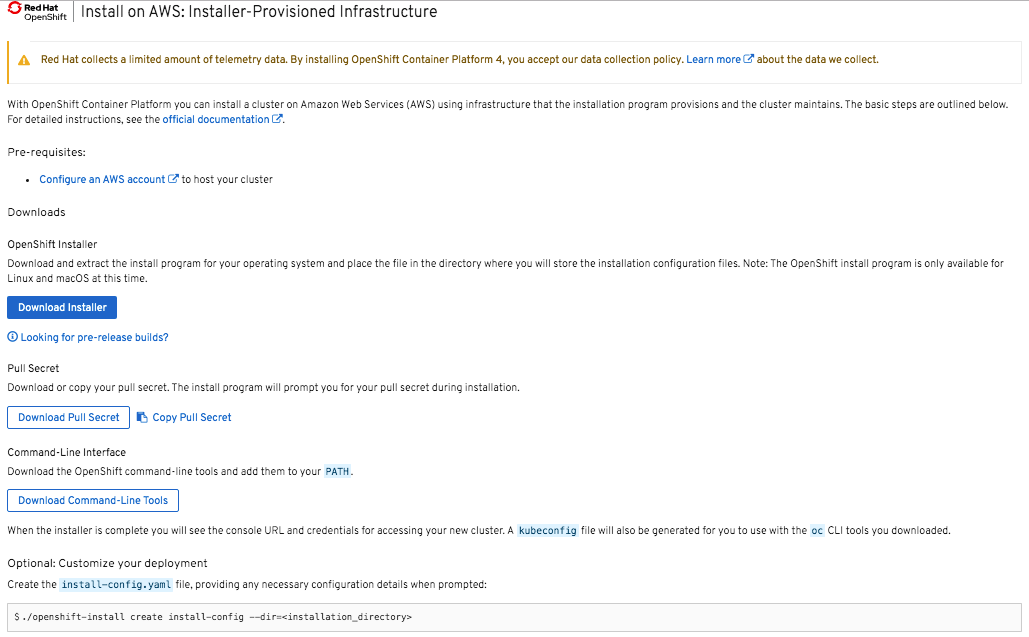 Red Hat
OpenShift
Install on AWS: Installer-Provisioned Infrastructure
Red Hat collects a limited amount of telemetry data. By installing OpenShift Container Platform 4, you accept our data collection policy. Learn more about the data we collect.
With OpenShift Container Platform you can install a cluster on Amazon Web Services (AWS) using infrastructure that the installation program provisions and the cluster maintains. The basic steps are outlined below.
For detailed instructions, see the official documentation.
Pre-requisites:
• Configure an AWS account to host your cluster
Downloads
OpenShift Installer
Download and extract the install program for your operating system and place the file in the directory where you will store the installation configuration files. Note: The OpenShift install program is only available for
Linux and macOS at this time.
Download Installer
Looking for pre-release builds?
Pull Secret
Download or copy your pull secret. The install program will prompt you for your pull secret during installation.
Download Pull Secret Copy Pull Secret
Command-Line Interface
Download the OpenShift command-line tools and add them to your PATH.
Download Command-Line Tools
When the installer is complete you will see the console URL and credentials for accessing your new cluster. A kubeconfig file will also be generated for you to use with the oc CLI tools you downloaded.
Optional: Customize your deployment
Create the install-config.yaml file, providing any necessary configuration details when prompted:
$ ./openshift-install create install-config --dir=<installation_directory>